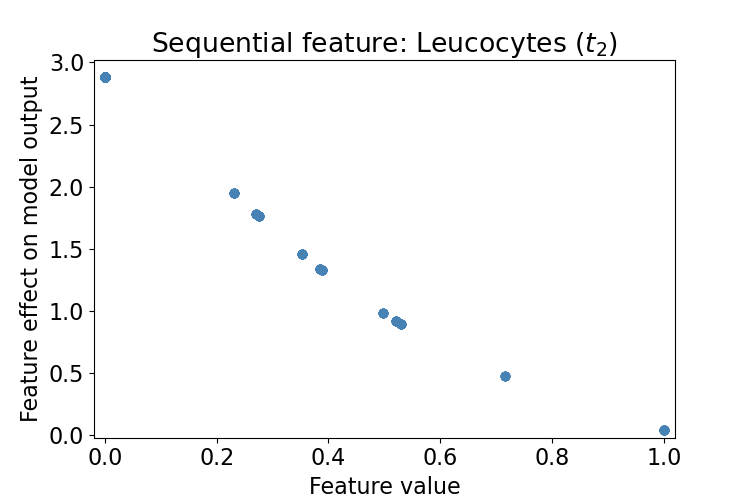 Sequential feature: Leucocytes (t₂)
Feature effect on model output
3.0
2.5
2.0
1.5
1.0
0.5
0.0
0.0 0.2 0.4 0.6 0.8 1.0
Feature value